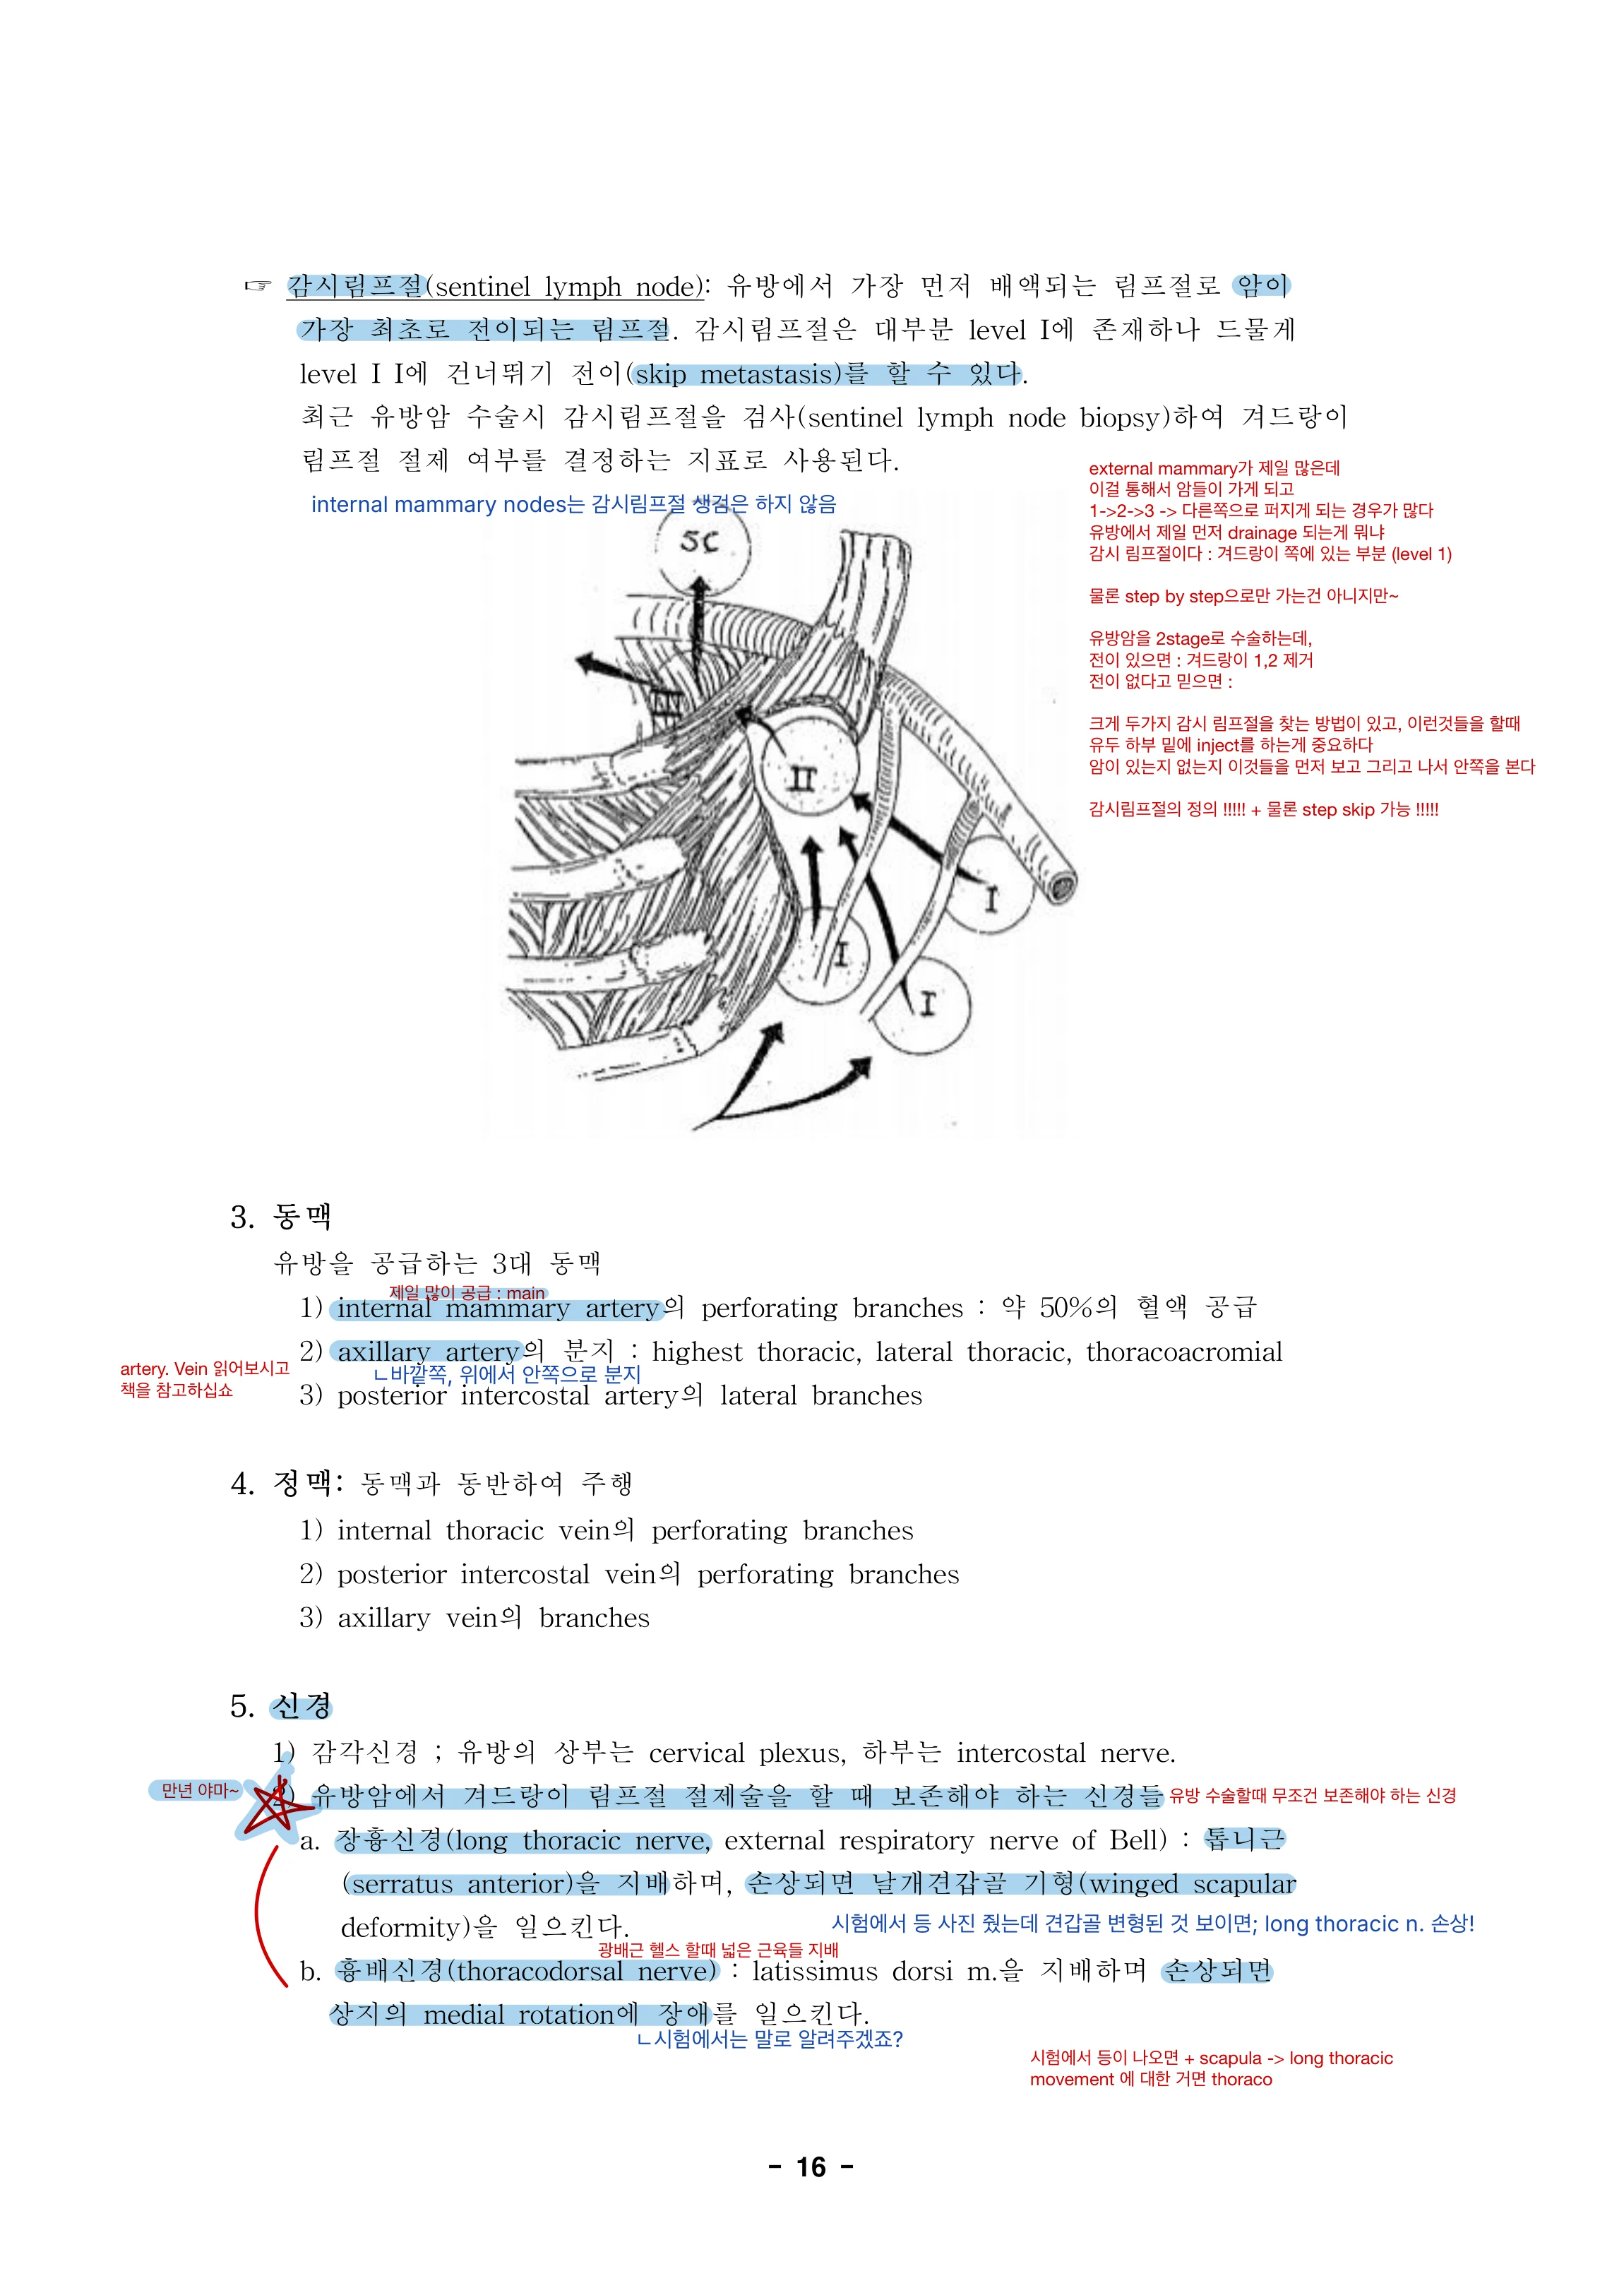 ☞ 감시림프절(sentinel lymph node): 유방에서 가장 먼저 배액되는 림프절로 암이
가장 최초로 전이되는 림프절. 감시림프절은 대부분 level I에 존재하나 드물게
level I I에 건너뛰기 전이(skip metastasis)를 할 수 있다.
최근 유방암 수술시 감시림프절을 검사(sentinel lymph node biopsy)하여 겨드랑이
림프절 절제 여부를 결정하는 지표로 사용된다.
internal mammary nodes는 감시림프절 생검은 하지 않음
external mammary가 제일 많은데
이걸 통해서 암들이 가게 되고
1->2->3 -> 다른쪽으로 퍼지게 되는 경우가 많다
유방에서 제일 먼저 drainage 되는게 뭐냐
감시 림프절이다 : 겨드랑이 쪽에 있는 부분 (level 1)
물론 step by step으로만 가는건 아니지만~
유방암을 2stage로 수술하는데,
전이 있으면 : 겨드랑이 1,2 제거
전이 없다고 믿으면 :
크게 두가지 감시 림프절을 찾는 방법이 있고, 이런것들을 할때
유두 하부 밑에 inject를 하는게 중요하다
암이 있는지 없는지 이것들을 먼저 보고 그리고 나서 안쪽을 본다
감시림프절의 정의 !!!!! + 물론 step skip 가능 !!!!!
SC
III
II
I
I
I
3. 동맥
유방을 공급하는 3대 동맥
제일 많이 공급 : main
1) internal mammary artery의 perforating branches : 약 50%의 혈액 공급
2) axillary artery의 분지 : highest thoracic, lateral thoracic, thoracoacromial
ㄴ바깥쪽, 위에서 안쪽으로 분지
artery. Vein 읽어보시고
책을 참고하십쇼
3) posterior intercostal artery의 lateral branches
4. 정맥: 동맥과 동반하여 주행
1) internal thoracic vein의 perforating branches
2) posterior intercostal vein의 perforating branches
3) axillary vein의 branches
5. 신경
1) 감각신경 ; 유방의 상부는 cervical plexus, 하부는 intercostal nerve.
만년 야마~
2) 유방암에서 겨드랑이 림프절 절제술을 할 때 보존해야 하는 신경들 유방 수술할때 무조건 보존해야 하는 신경
a. 장흉신경(long thoracic nerve, external respiratory nerve of Bell) : 톱니근
(serratus anterior)을 지배하며, 손상되면 날개견갑골 기형(winged scapular
deformity)을 일으킨다.
시험에서 등 사진 줬는데 견갑골 변형된 것 보이면; long thoracic n. 손상!
광배근 헬스 할때 넓은 근육들 지배
b. 흉배신경(thoracodorsal nerve) : latissimus dorsi m.을 지배하며 손상되면
상지의 medial rotation에 장애를 일으킨다.
ㄴ시험에서는 말로 알려주겠죠?
시험에서 등이 나오면 + scapula -> long thoracic
movement 에 대한 거면 thoraco
- 16 -